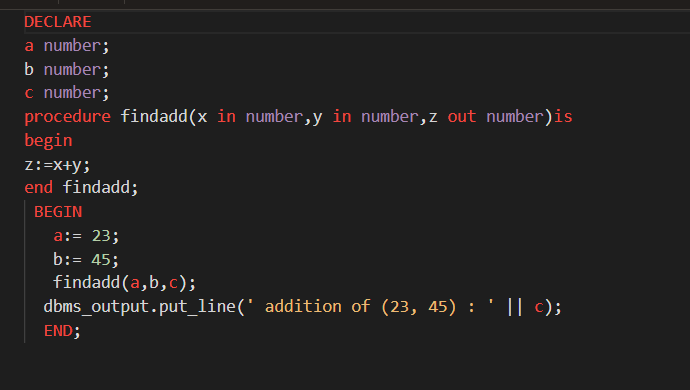 DECLARE
a number;
b number;
c number;
procedure findadd(x in number,y in number,z out number)is
begin
z:=x+y;
end findadd;
BEGIN
a:= 23;
b:= 45;
findadd(a,b,c);
dbms_output.put_line(' addition of (23, 45) : ' || c);
END;